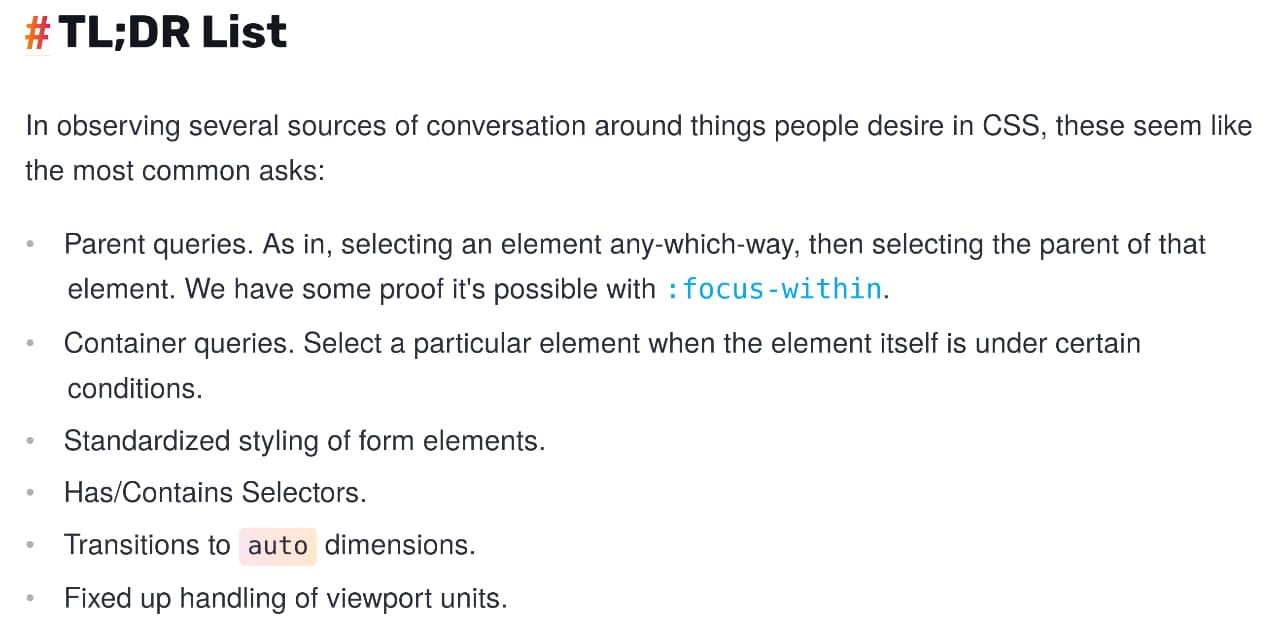 # TL;DR List
In observing several sources of conversation around things people desire in CSS, these seem like
the most common asks:
• Parent queries. As in, selecting an element any-which-way, then selecting the parent of that
element. We have some proof it's possible with :focus-within.
• Container queries. Select a particular element when the element itself is under certain
conditions.
• Standardized styling of form elements.
• Has/Contains Selectors.
• Transitions to auto dimensions.
• Fixed up handling of viewport units.